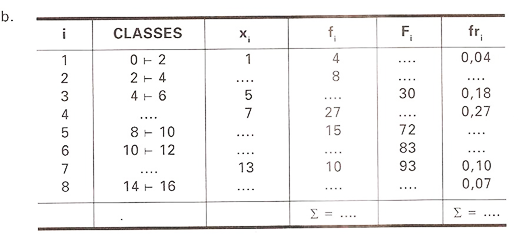 b.
i CLASSES xᵢ fᵢ Fᵢ frᵢ
1 0 ⊢ 2 1 4 .... 0,04
2 2 ⊢ 4 .... 8 .... ....
3 4 ⊢ 6 5 .... 30 0,18
4 .... 7 27 .... 0,27
5 8 ⊢ 10 .... 15 72 ....
6 10 ⊢ 12 .... .... 83 ....
7 .... 13 10 93 0,10
8 14 ⊢ 16 .... .... .... 0,07
Σ = .... Σ = ....